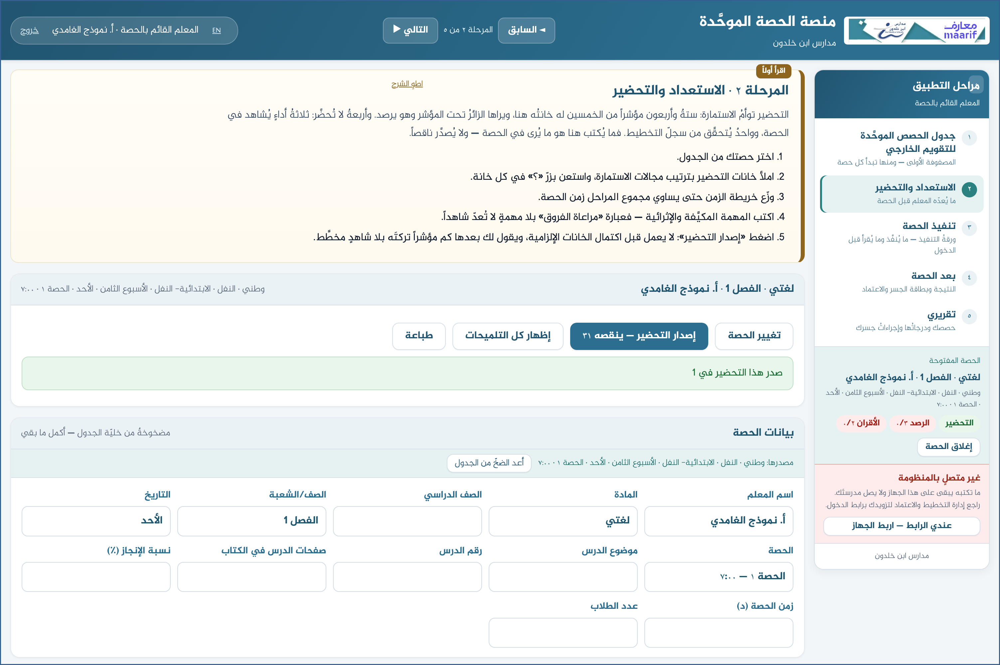 معارف
maarif
مدارس
ابن خلدون
Ibn Khaldon Schools
منصة الحصة الموحَّدة
مدارس ابن خلدون
◄ السابق
المرحلة ٢ من ٥
التالي ▶
EN
المعلم القائم بالحصة · أ. نموذج الغامدي
خروج
مراحل التطبيق
المعلم القائم بالحصة
١
جدول الحصص الموحَّدة
للتقويم الخارجي
المصفوفة الأولى — ومنها تبدأ كل حصة
٢
الاستعداد والتحضير
ما يُعدّه المعلم قبل الحصة
٣
تنفيذ الحصة
ورقةُ التنفيذ — ما يُنفَّذ وما يُقرأ قبل
الدخول
٤
بعد الحصة
النتيجة وبطاقة الجسر والاعتماد
٥
تقريري
حصصك ودرجاتُها وإجراءاتُ جسرك
الحصة المفتوحة
لغتي · الفصل 1 · أ. نموذج الغامدي
وطني · النفل · الابتدائية– النفل · الأسبوع الثامن · الأحد
· الحصة ١ · ٧:٠٠
التحضير
الرصد ٠/٣
الأقران ٠/٢
إغلاق الحصة
غير متصلٍ بالمنظومة
ما تكتبه يبقى على هذا الجهاز ولا يصل مدرستَك.
راجع إدارة التخطيط والاعتماد لتزويدك برابط الدخول.
عندي الرابط — اربط الجهاز
مدارس ابن خلدون
اقرأ أولاً
المرحلة ٢ · الاستعداد والتحضير
اطوِ الشرح
التحضير توأمُ الاستمارة: ستةُ وأربعون مؤشراً من الخمسين له خانتُه هنا، ويراها الزائرُ تحت المؤشر وهو يرصد. وأربعةُ لا تُحضَّر: ثلاثةُ أداءٍ يُشاهد في
الحصة، وواحدُ يُتحقَّق من سجلّ التخطيط. فما يُكتب هنا هو ما يُرى في الحصة — ولا يُصدَّر ناقصاً.
1. اختر حصتك من الجدول.
2. املأ خانات التحضير بترتيب مجالات الاستمارة، واستعن بزرّ «؟» في كل خانة.
3. وزّع خريطة الزمن حتى يساوي مجموع المراحل زمن الحصة.
4. اكتب المهمة المكيَّفة والإثرائية — فعبارة «مراعاة الفروق» بلا مهمةٍ لا تُعدّ شاهداً.
5. اضغط «إصدار التحضير»: لا يعمل قبل اكتمال الخانات الإلزامية، ويقول لك بعدها كم مؤشراً تركتَه بلا شاهدٍ مخطَّط.
لغتي · الفصل 1 · أ. نموذج الغامدي
وطني · النفل · الابتدائية– النفل · الأسبوع الثامن · الأحد · الحصة ١ · ٧:٠٠
تغيير الحصة
إصدار التحضير — ينقصه ٣١
إظهار كل التلميحات
طباعة
صدر هذا التحضير في 1
بيانات الحصة
مضخوخةُ من خليّة الجدول — أكمل ما بقي
مصدرها: وطني · النفل · الابتدائية– النفل · الأسبوع الثامن · الأحد · الحصة ١ · ٧:٠٠
أعد الضخّ من الجدول
اسم المعلم
المادة
الصف الدراسي
الصف/الشعبة
التاريخ
أ. نموذج الغامدي
لغتي
الفصل 1
الأحد
الحصة
موضوع الدرس
رقم الدرس
صفحات الدرس في الكتاب
نسبة الإنجاز (٪)
الحصة ١ — ٧:٠٠
زمن الحصة (د)
عدد الطلاب